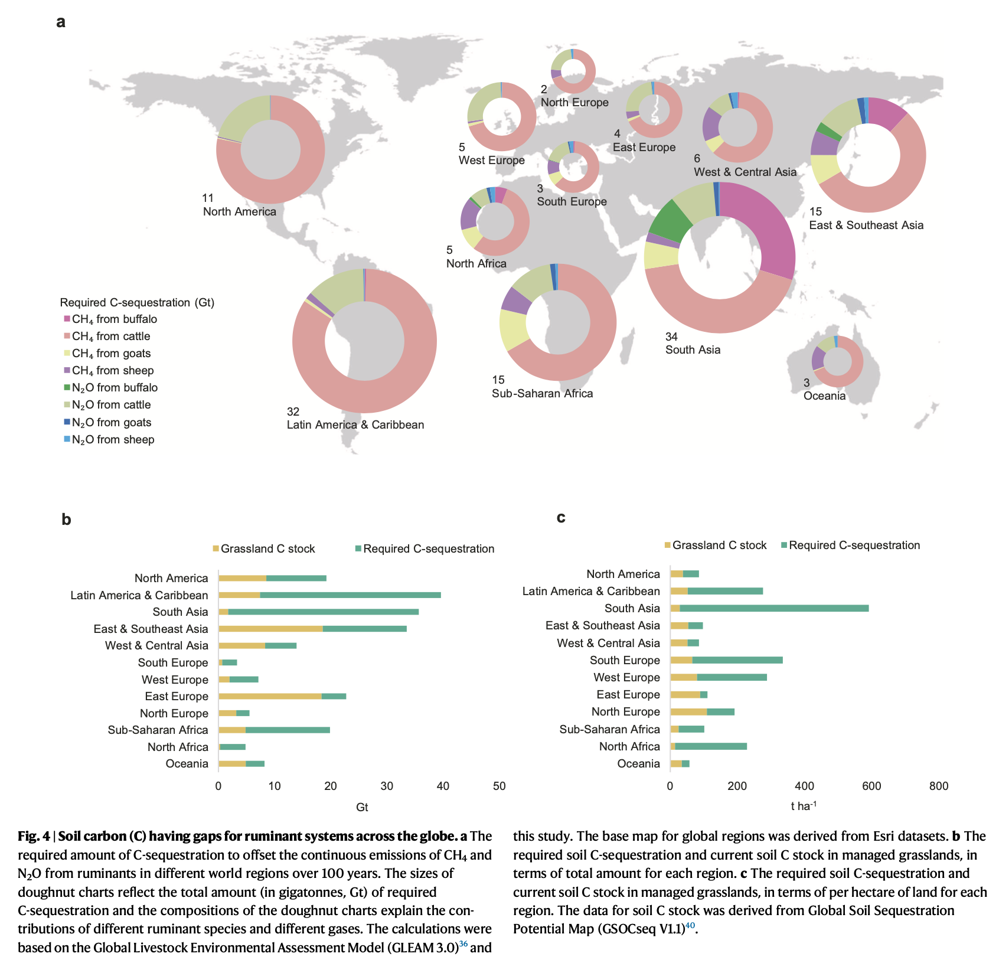 a
2
North Europe
5
West Europe
4
East Europe
6
West & Central Asia
3
South Europe
11
North America
15
East & Southeast Asia
5
North Africa
Required C-sequestration (Gt)
CH₄ from buffalo
CH₄ from cattle
CH₄ from goats
CH₄ from sheep
N₂O from buffalo
N₂O from cattle
N₂O from goats
N₂O from sheep
34
South Asia
15
Sub-Saharan Africa
3
Oceania
32
Latin America & Caribbean
b
Grassland C stock
Required C-sequestration
North America
Latin America & Caribbean
South Asia
East & Southeast Asia
West & Central Asia
South Europe
West Europe
East Europe
North Europe
Sub-Saharan Africa
North Africa
Oceania
0 10 20 30 40 50
Gt
c
Grassland C stock
Required C-sequestration
North America
Latin America & Caribbean
South Asia
East & Southeast Asia
West & Central Asia
South Europe
West Europe
East Europe
North Europe
Sub-Saharan Africa
North Africa
Oceania
0 200 400 600 800
t ha⁻¹
Fig. 4 | Soil carbon (C) having gaps for ruminant systems across the globe. a The
required amount of C-sequestration to offset the continuous emissions of CH₄ and
N₂O from ruminants in different world regions over 100 years. The sizes of
doughnut charts reflect the total amount (in gigatonnes, Gt) of required
C-sequestration and the compositions of the doughnut charts explain the con-
tributions of different ruminant species and different gases. The calculations were
based on the Global Livestock Environmental Assessment Model (GLEAM 3.0)³⁶ and
this study. The base map for global regions was derived from Esri datasets. b The
required soil C-sequestration and current soil C stock in managed grasslands, in
terms of total amount for each region. c The required soil C-sequestration and
current soil C stock in managed grasslands, in terms of per hectare of land for each
region. The data for soil C stock was derived from Global Soil Sequestration
Potential Map (GSOCseq V1.1)⁴⁰.